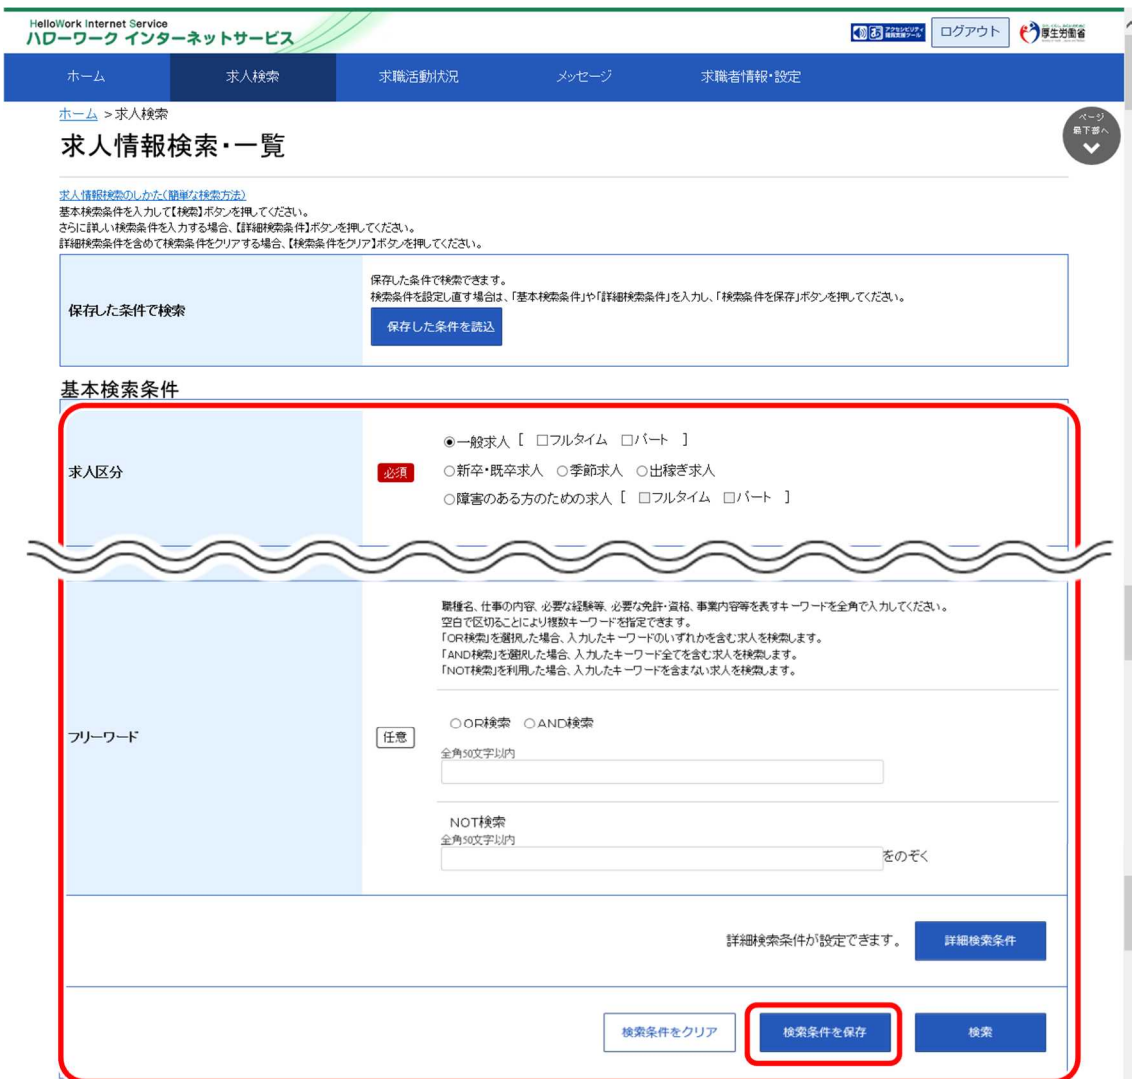 HelloWork Internet Service
ハローワーク インターネットサービス
アクセシビリティ
閲覧支援ツール
ログアウト
厚生労働省
ホーム
求人検索
求職活動状況
メッセージ
求職者情報・設定
ホーム >求人検索
ページ
最下部へ
求人情報検索・一覧
求人情報検索のしかた(簡単な検索方法)
基本検索条件を入力して【検索】ボタンを押してください。
さらに詳しい検索条件を入力する場合、【詳細検索条件】ボタンを押してください。
詳細検索条件を含めて検索条件をクリアする場合、【検索条件をクリア】ボタンを押してください。
保存した条件で検索
保存した条件で検索できます。
検索条件を設定し直す場合は、「基本検索条件」や「詳細検索条件」を入力し、「検索条件を保存」ボタンを押してください。
保存した条件を読込
基本検索条件
求人区分
必須
○一般求人 [ □フルタイム □パート ]
○新卒・既卒求人 ○季節求人 ○出稼ぎ求人
○障害のある方のための求人 [ □フルタイム □パート ]
職種名、仕事の内容、必要な経験等、必要な免許・資格、事業内容等を表すキーワードを全角で入力してください。
空白で区切ることにより複数キーワードを指定できます。
「OR検索」を選択した場合、入力したキーワードのいずれかを含む求人を検索します。
「AND検索」を選択した場合、入力したキーワード全てを含む求人を検索します。
「NOT検索」を利用した場合、入力したキーワードを含まない求人を検索します。
フリーワード
任意
○OR検索 ○AND検索
全角50文字以内
NOT検索
全角50文字以内
をのぞく
詳細検索条件が設定できます。
詳細検索条件
検索条件をクリア
検索条件を保存
検索